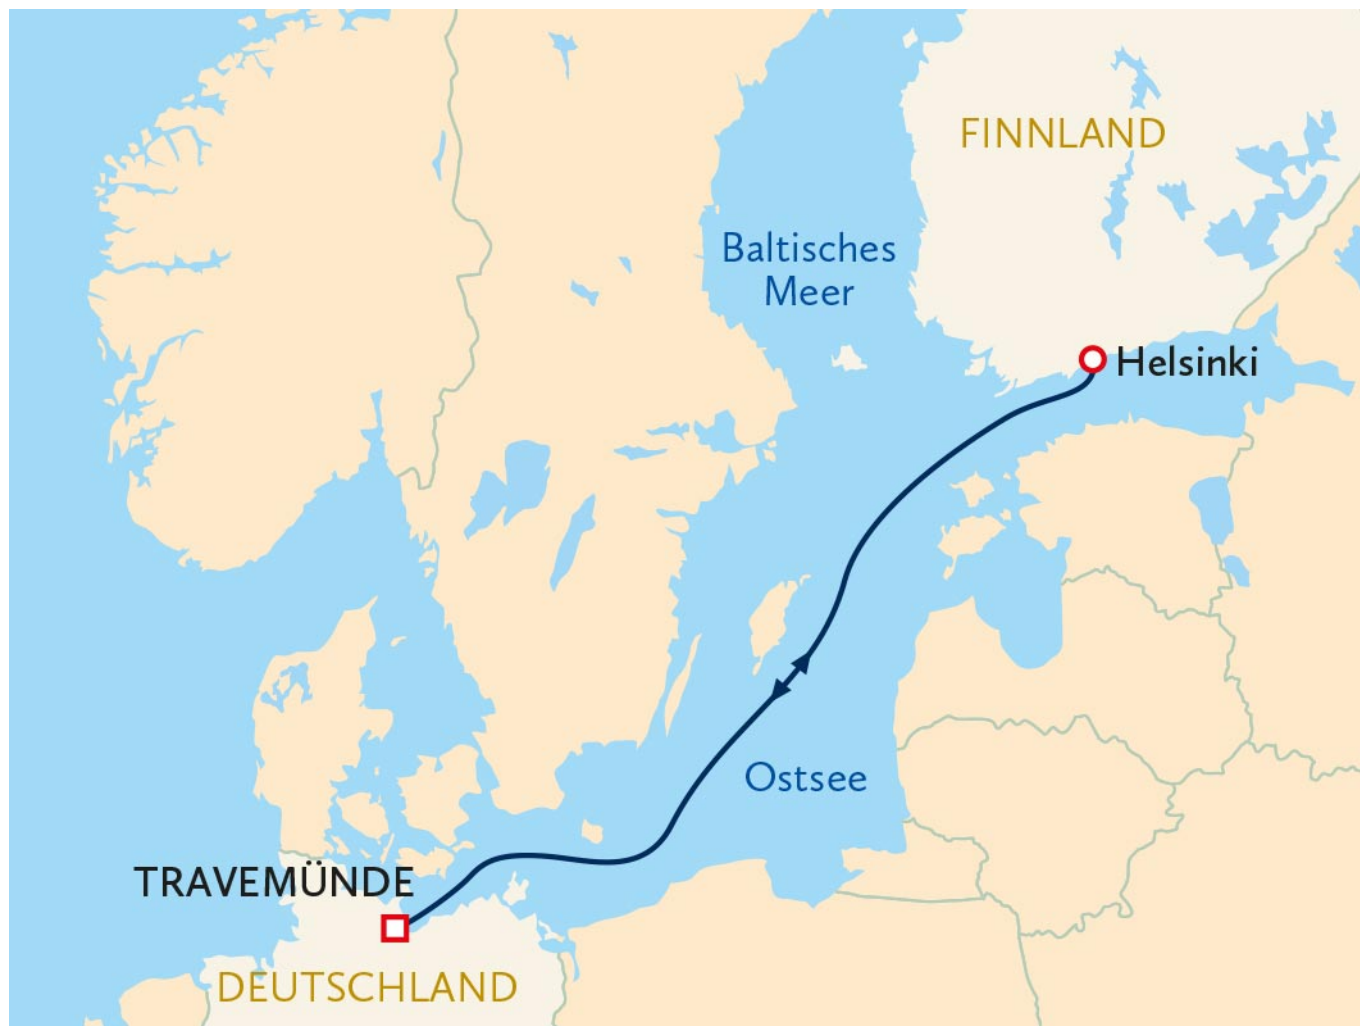 FINNLAND
Baltisches
Meer
Helsinki
Ostsee
TRAVEMÜNDE
DEUTSCHLAND